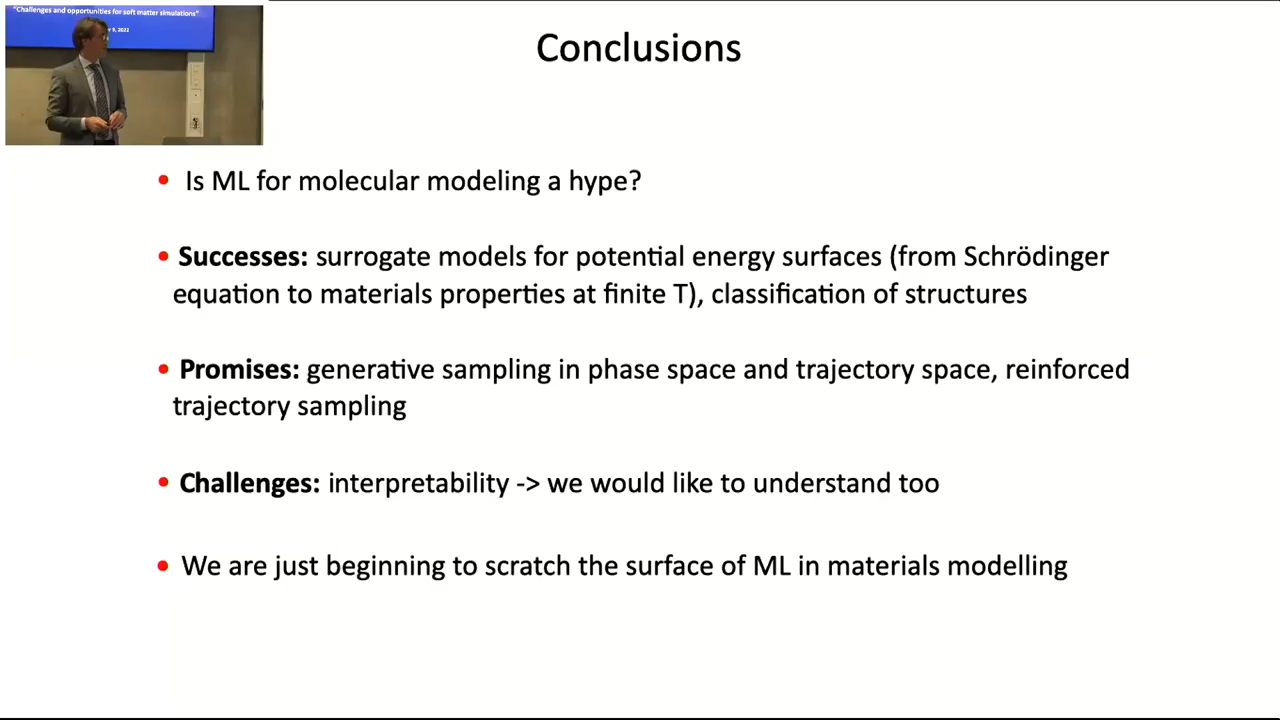 "Challenges and opportunities for soft matter simulations"
9, 2022
Conclusions
• Is ML for molecular modeling a hype?
• Successes: surrogate models for potential energy surfaces (from Schrödinger
equation to materials properties at finite T), classification of structures
• Promises: generative sampling in phase space and trajectory space, reinforced
trajectory sampling
• Challenges: interpretability -> we would like to understand too
• We are just beginning to scratch the surface of ML in materials modelling